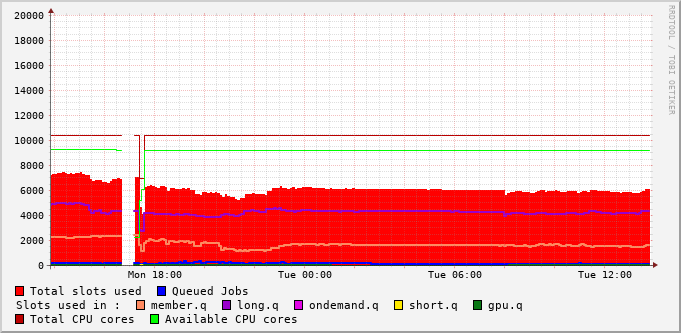 20000
18000
16000
14000
12000
10000
8000
6000
4000
2000
0
Mon 18:00 Tue 00:00 Tue 06:00 Tue 12:00
Total slots used Queued Jobs
Slots used in : member.q long.q ondemand.q short.q gpu.q
Total CPU cores Available CPU cores
RRDTOOL / TOBI OETIKER